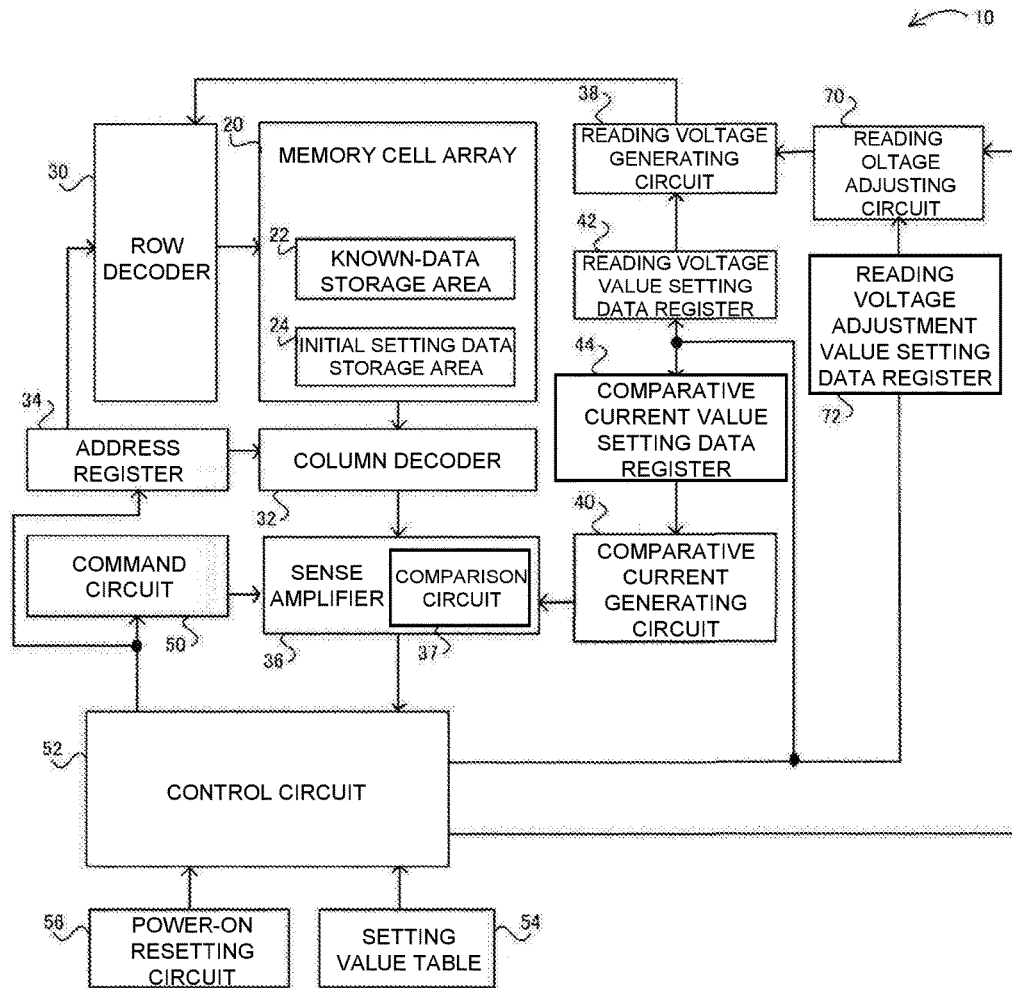 10
38
READING VOLTAGE
GENERATING
CIRCUIT
70
READING
OLTAGE
ADJUSTING
CIRCUIT
30
ROW
DECODER
20
MEMORY CELL ARRAY
22
KNOWN-DATA
STORAGE AREA
24
INITIAL SETTING DATA
STORAGE AREA
42
READING VOLTAGE
VALUE SETTING
DATA REGISTER
READING
VOLTAGE
ADJUSTMENT
VALUE SETTING
DATA REGISTER
72
44
COMPARATIVE
CURRENT VALUE
SETTING DATA
REGISTER
34
ADDRESS
REGISTER
COLUMN DECODER
32
40
COMPARATIVE
CURRENT
GENERATING
CIRCUIT
COMMAND
CIRCUIT
50
SENSE
AMPLIFIER
36
COMPARISON
CIRCUIT
37
52
CONTROL CIRCUIT
56
POWER-ON
RESETTING
CIRCUIT
SETTING
VALUE TABLE
54